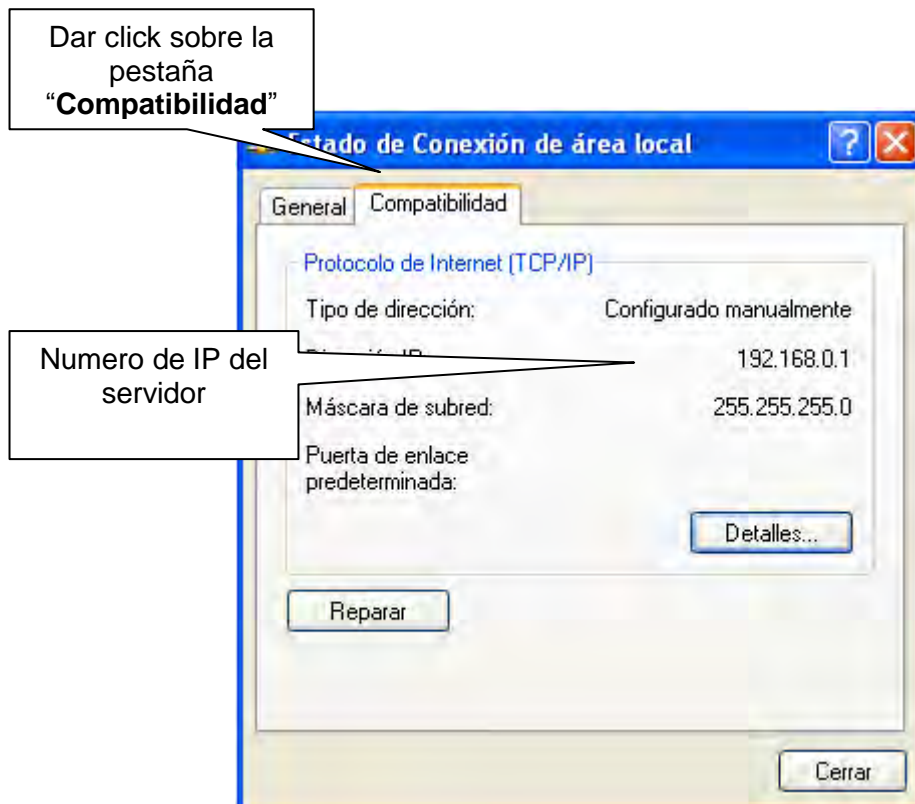 Dar click sobre la
pestaña
“Compatibilidad”
Estado de Conexión de área local
General Compatibilidad
Protocolo de Internet (TCP/IP)
Tipo de dirección: Configurado manualmente
Numero de IP del
servidor
192.168.0.1
Máscara de subred: 255.255.255.0
Puerta de enlace
predeterminada:
Detalles...
Reparar
Cerrar